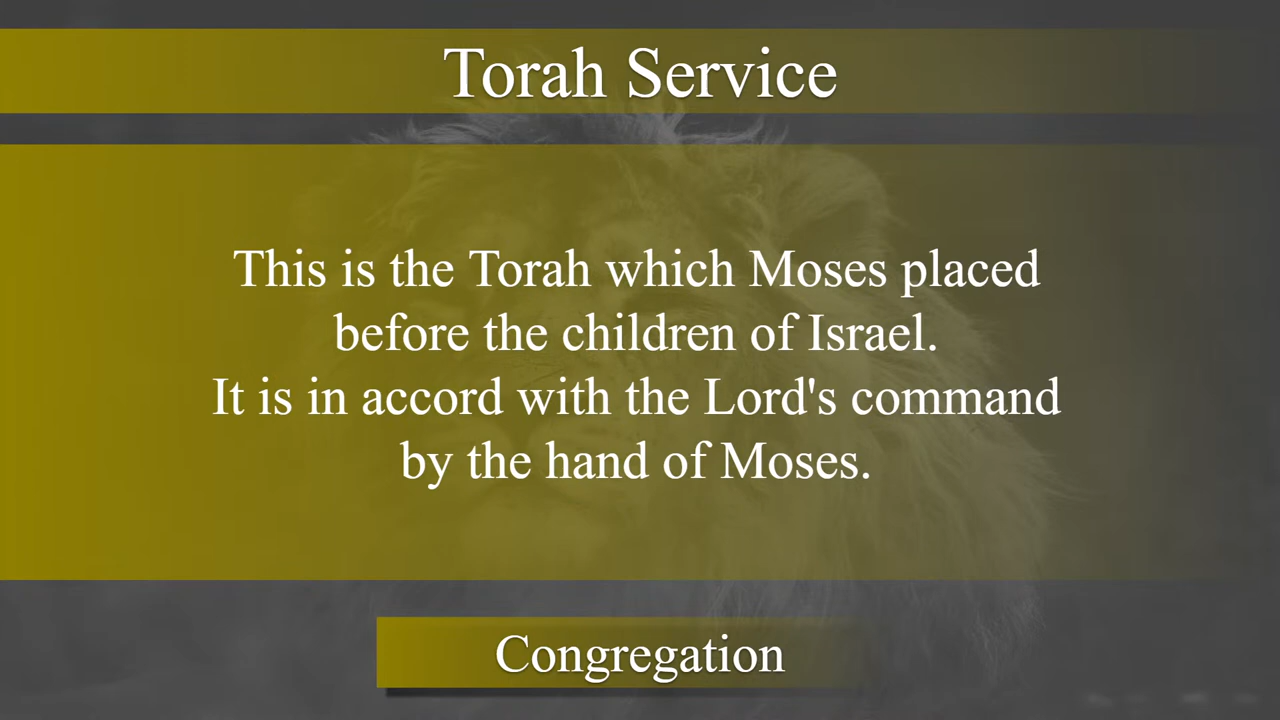 Torah Service
This is the Torah which Moses placed
before the children of Israel.
It is in accord with the Lord's command
by the hand of Moses.
Congregation